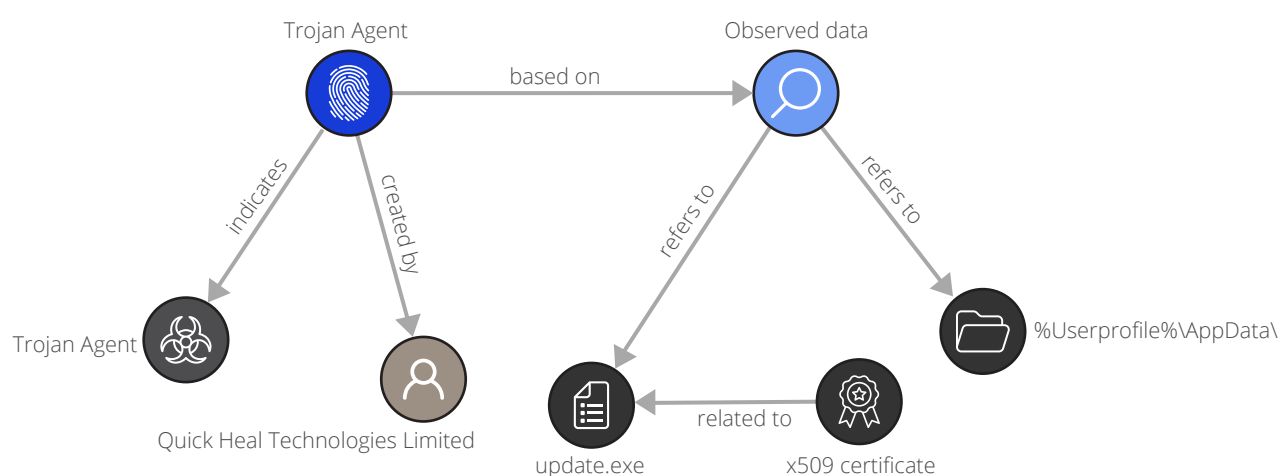 Trojan Agent
Observed data
based on
indicates
created by
refers to
refers to
Trojan Agent
%Userprofile%\AppData\
related to
Quick Heal Technologies Limited
update.exe
x509 certificate